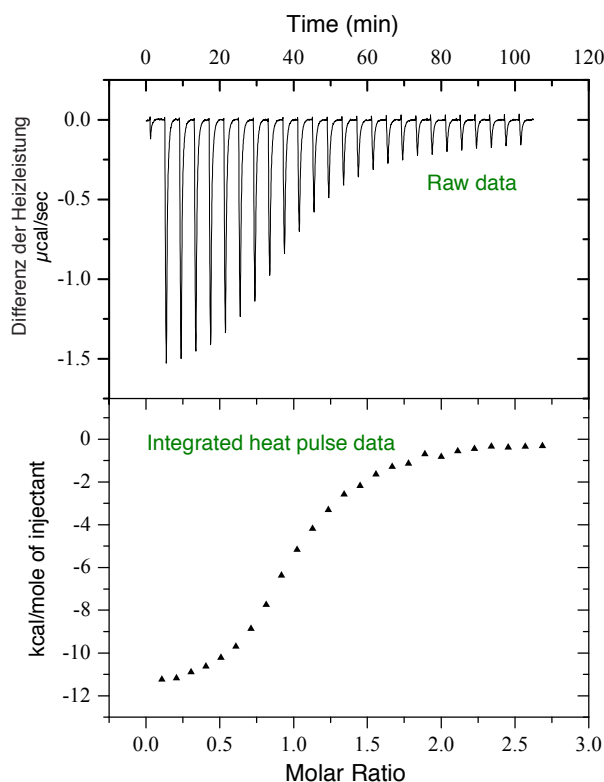 Time (min)
0 20 40 60 80 100 120
0.0
-0.5
-1.0
-1.5
Differenz der Heizleistung
µcal/sec
Raw data
0
-2
-4
-6
-8
-10
-12
kcal/mole of injectant
Integrated heat pulse data
0.0 0.5 1.0 1.5 2.0 2.5 3.0
Molar Ratio